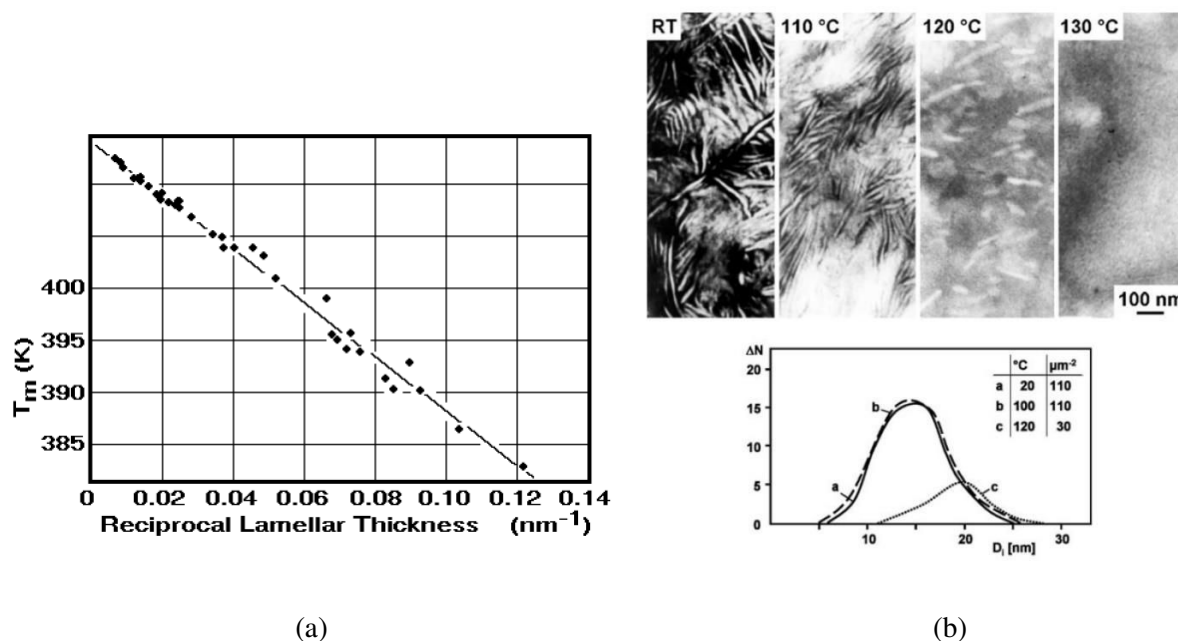 400
395
390
385
T_m (K)
0 0.02 0.04 0.06 0.08 0.10 0.12 0.14
Reciprocal Lamellar Thickness (nm⁻¹)
(a)
RT 110 °C 120 °C 130 °C
100 nm
ΔN
20
15
10
5
0
°C µm⁻²
a 20 110
b 100 110
c 120 30
b
a
c
10 20 30
D_i [nm]
(b)